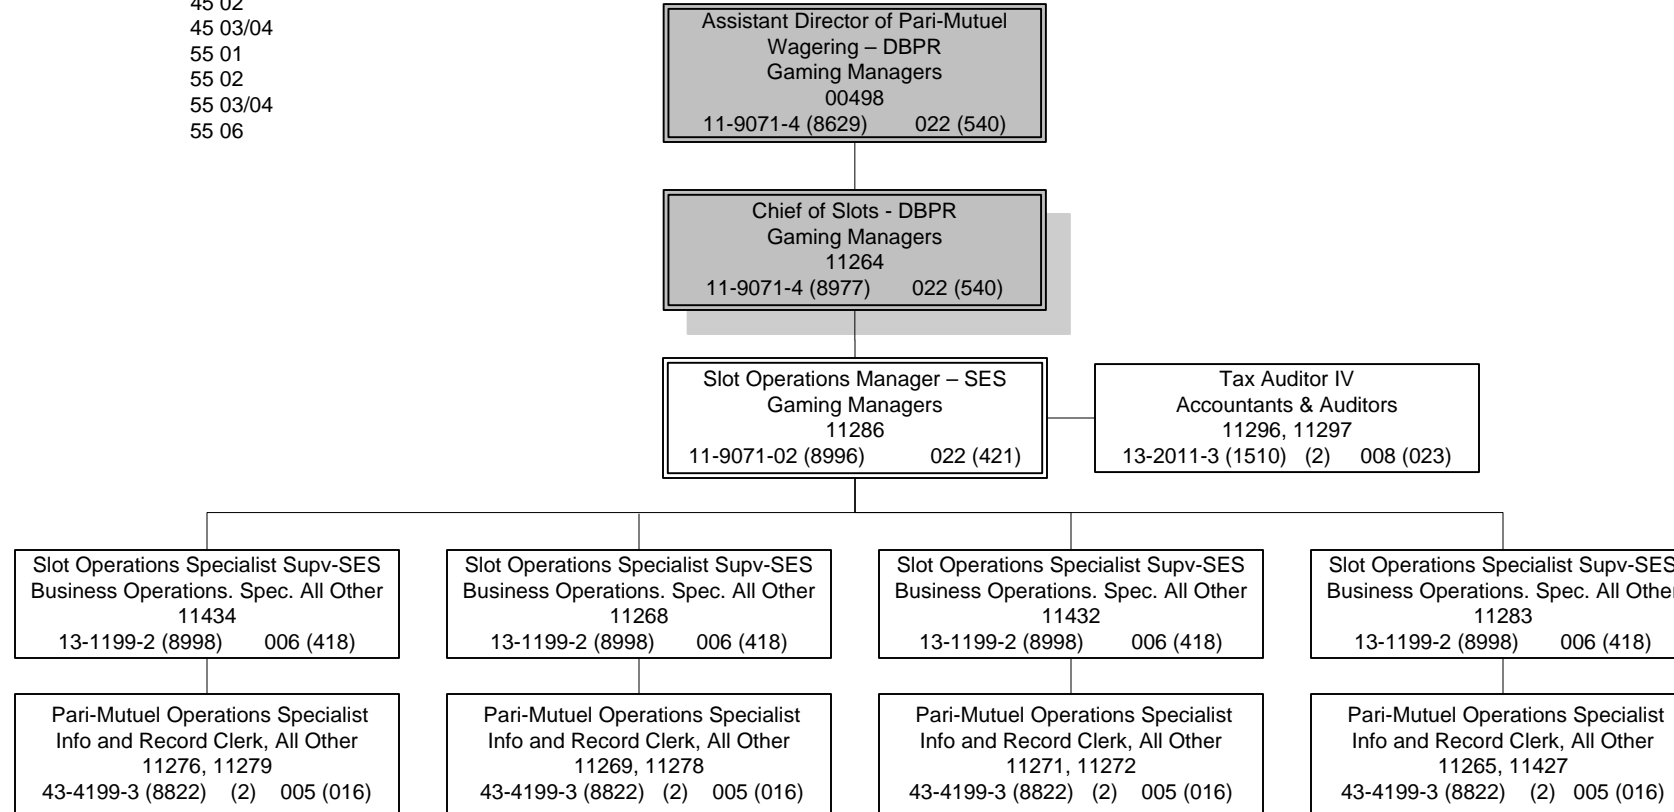 45 02
45 03/04
55 01
55 02
55 03/04
55 06
Assistant Director of Pari-Mutuel
Wagering – DBPR
Gaming Managers
00498
11-9071-4 (8629) 022 (540)
Chief of Slots - DBPR
Gaming Managers
11264
11-9071-4 (8977) 022 (540)
Slot Operations Manager – SES
Gaming Managers
11286
11-9071-02 (8996) 022 (421)
Tax Auditor IV
Accountants & Auditors
11296, 11297
13-2011-3 (1510) (2) 008 (023)
Slot Operations Specialist Supv-SES
Business Operations. Spec. All Other
11434
13-1199-2 (8998) 006 (418)
Slot Operations Specialist Supv-SES
Business Operations. Spec. All Other
11268
13-1199-2 (8998) 006 (418)
Slot Operations Specialist Supv-SES
Business Operations. Spec. All Other
11432
13-1199-2 (8998) 006 (418)
Slot Operations Specialist Supv-SES
Business Operations. Spec. All Other
11283
13-1199-2 (8998) 006 (418)
Pari-Mutuel Operations Specialist
Info and Record Clerk, All Other
11276, 11279
43-4199-3 (8822) (2) 005 (016)
Pari-Mutuel Operations Specialist
Info and Record Clerk, All Other
11269, 11278
43-4199-3 (8822) (2) 005 (016)
Pari-Mutuel Operations Specialist
Info and Record Clerk, All Other
11271, 11272
43-4199-3 (8822) (2) 005 (016)
Pari-Mutuel Operations Specialist
Info and Record Clerk, All Other
11265, 11427
43-4199-3 (8822) (2) 005 (016)